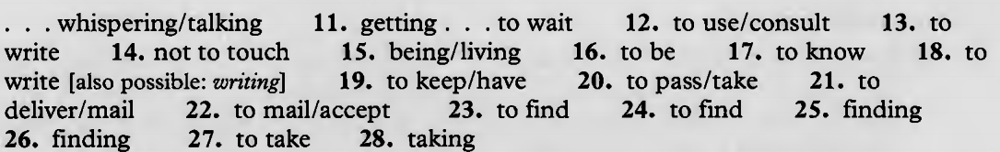 . . . whispering/talking 11. getting . . . to wait 12. to use/consult 13. to
write 14. not to touch 15. being/living 16. to be 17. to know 18. to
write [also possible: writing] 19. to keep/have 20. to pass/take 21. to
deliver/mail 22. to mail/accept 23. to find 24. to find 25. finding
26. finding 27. to take 28. taking